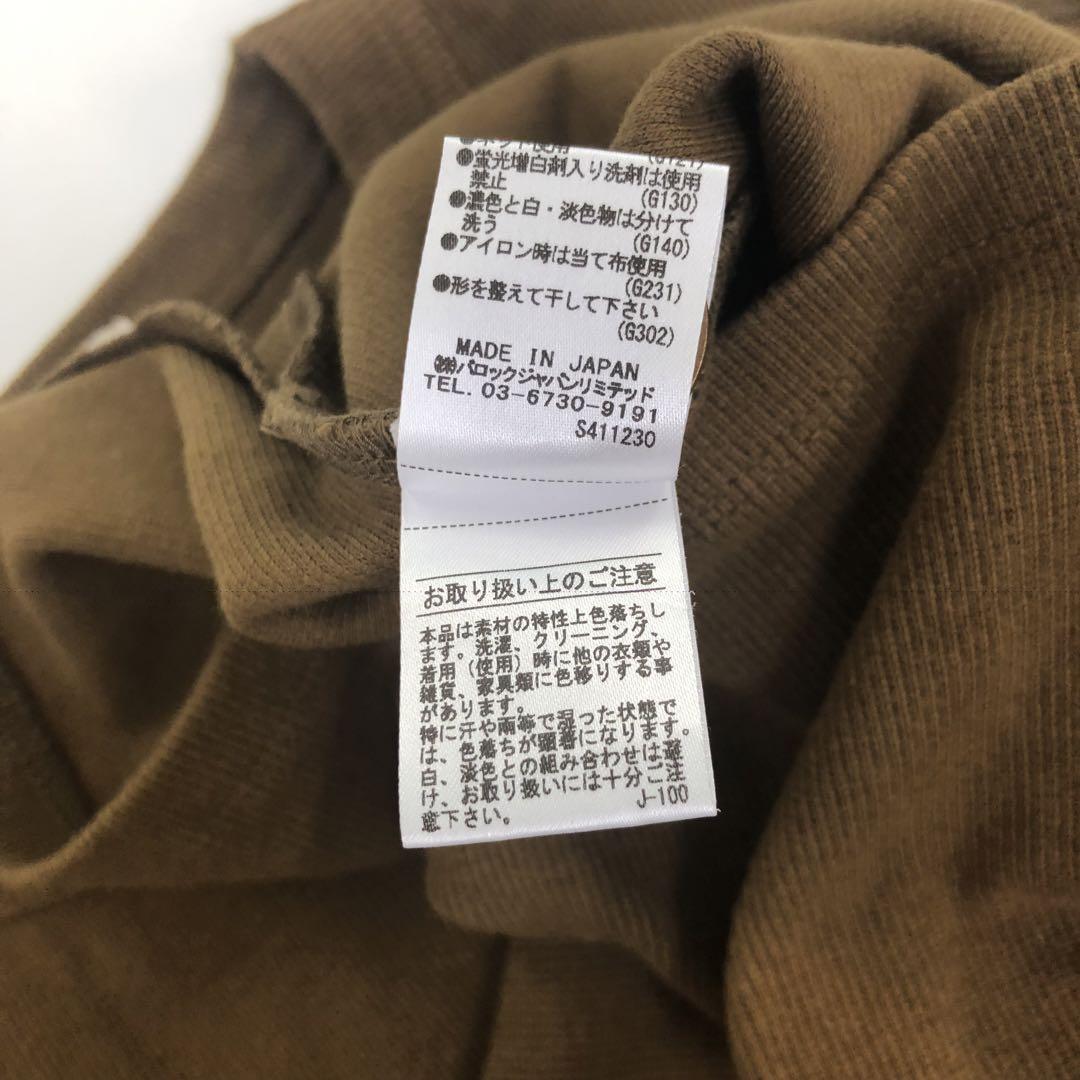 ネット使用
(G121)
●蛍光増白剤入り洗剤は使用
禁止
(G130)
●濃色と白・淡色物は分けて
洗う
(G140)
●アイロン時は当て布使用
(G231)
●形を整えて干して下さい
(G302)
MADE IN JAPAN
㈱バロックジャパンリミテッド
TEL. 03-6730-9191
S411230
お取り扱い上のご注意
本品は素材の特性上色落ちし
ます。洗濯、クリーニング、
着用（使用）時に他の衣類や
雑貨、家具類に色移りする事
があります。
特に汗や雨等で湿った状態で
は、色落ちが顕著になります。
白、淡色との組み合わせは避
け、お取り扱いには十分ご注
意下さい。
J-100